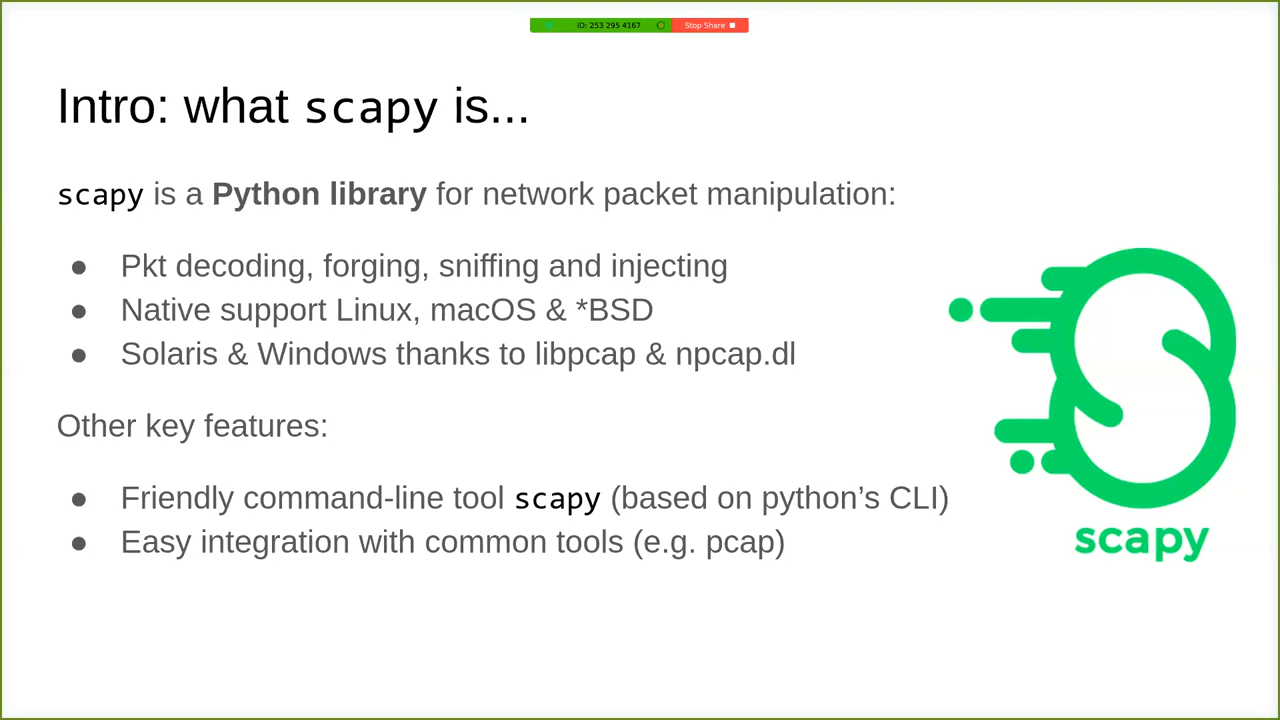 ID: 253 295 4167 Stop Share
Intro: what scapy is...
scapy is a Python library for network packet manipulation:
● Pkt decoding, forging, sniffing and injecting
● Native support Linux, macOS & *BSD
● Solaris & Windows thanks to libpcap & npcap.dl
Other key features:
● Friendly command-line tool scapy (based on python’s CLI)
● Easy integration with common tools (e.g. pcap)
scapy